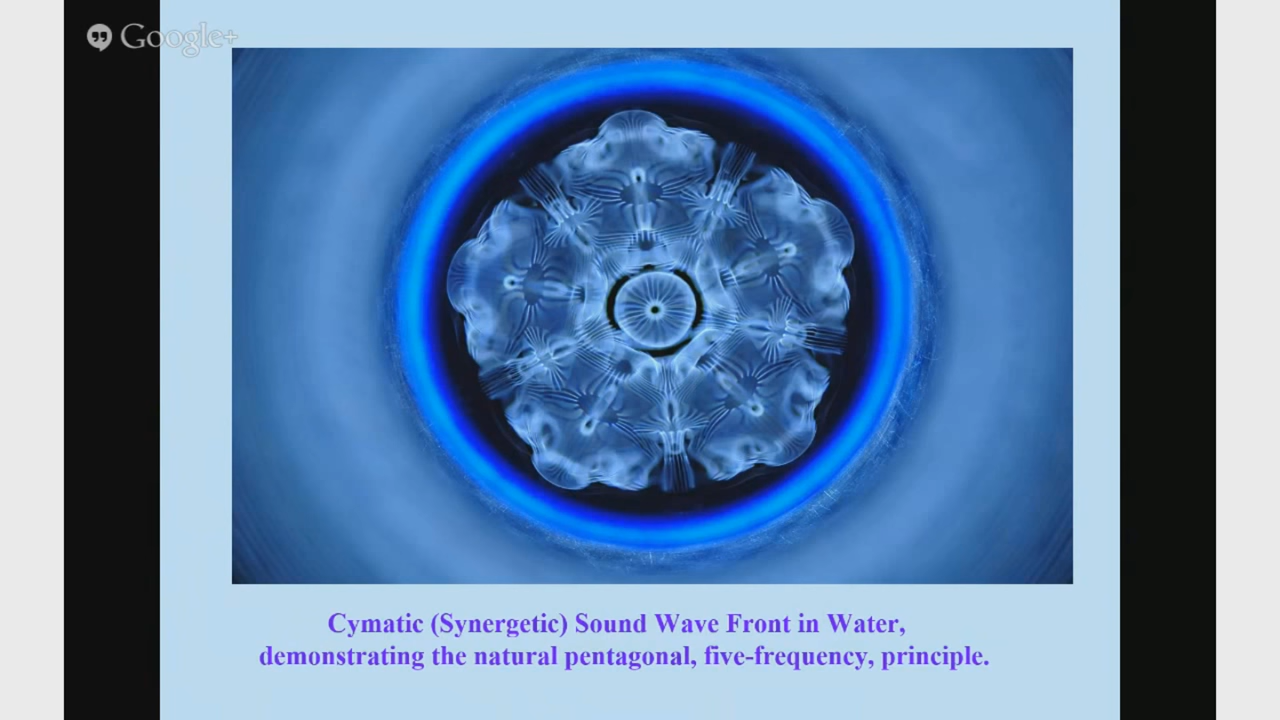 Google+
Cymatic (Synergetic) Sound Wave Front in Water,
demonstrating the natural pentagonal, five-frequency, principle.